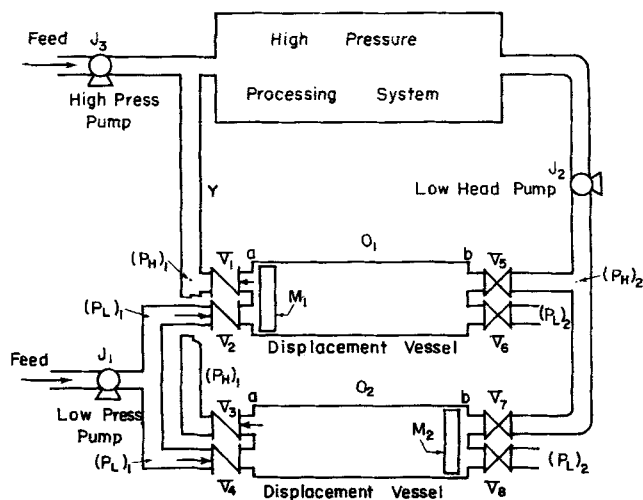 Feed
J3
High Press
Pump
High Pressure
Processing System
J2
Low Head Pump
Y
(PH)1
V1
a
O1
b
V5
(PH)2
M1
(PL)1
V2
Displacement Vessel
V6
(PL)2
Feed
J1
Low Press
Pump
(PH)1
a
O2
b
V7
V3
M2
(PL)1
V4
Displacement Vessel
V8
(PL)2